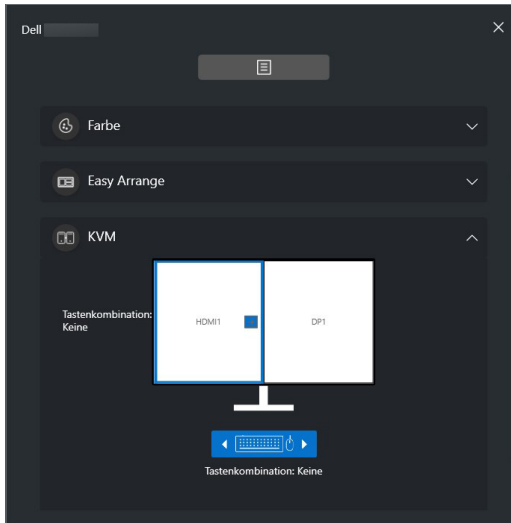 Dell
Farbe
Easy Arrange
KVM
Tastenkombination:
Keine
HDMI1
DP1
Tastenkombination: Keine